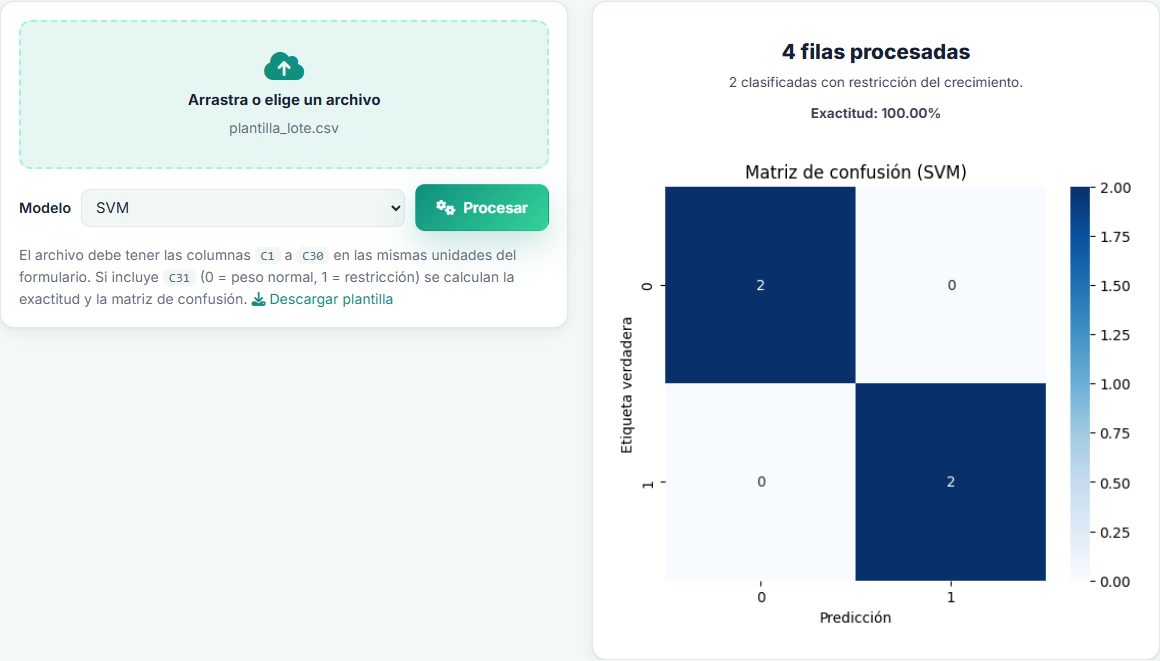 Arrastra o elige un archivo
plantilla_lote.csv
Modelo SVM Procesar
El archivo debe tener las columnas C1 a C30 en las mismas unidades del
formulario. Si incluye C31 (0 = peso normal, 1 = restricción) se calculan la
exactitud y la matriz de confusión. Descargar plantilla
4 filas procesadas
2 clasificadas con restricción del crecimiento.
Exactitud: 100.00%
Matriz de confusión (SVM)
Etiqueta verdadera
0
2 0
1
0 2
0 1
Predicción
2.00
1.75
1.50
1.25
1.00
0.75
0.50
0.25
0.00